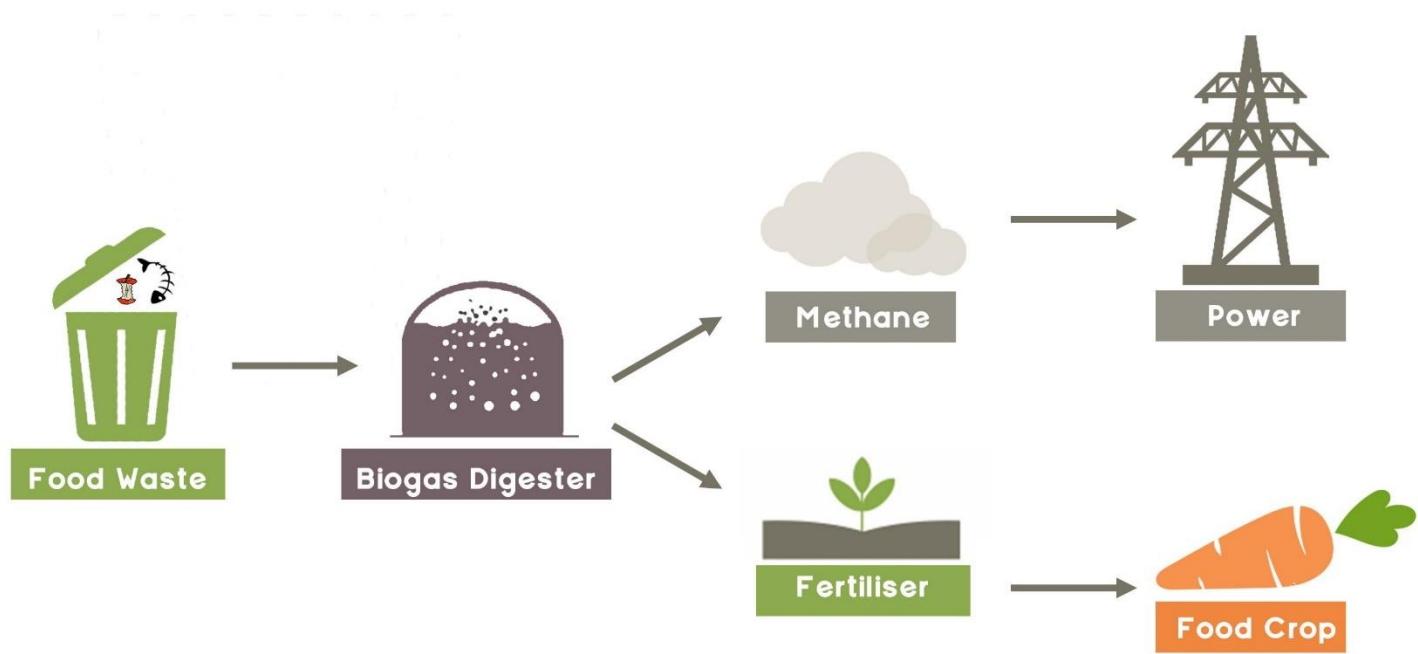 Food Waste
Biogas Digester
Methane
Power
Fertiliser
Food Crop